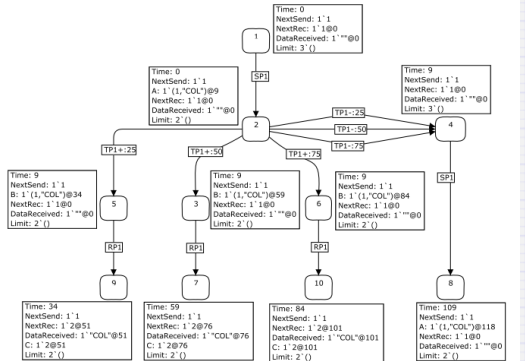 Time: 0
NextSend: 1`1
NextRec: 1`1@0
DataReceived: 1`""@0
Limit: 3`()
1
SP1
Time: 0
NextSend: 1`1
A: 1`(1,"COL")@9
NextRec: 1`1@0
DataReceived: 1`""@0
Limit: 2`()
2
TP1-:25
TP1-:50
TP1-:75
Time: 9
NextSend: 1`1
NextRec: 1`1@0
DataReceived: 1`""@0
Limit: 3`()
4
TP1+:25
TP1+:50
TP1+:75
SP1
Time: 9
NextSend: 1`1
B: 1`(1,"COL")@34
NextRec: 1`1@0
DataReceived: 1`""@0
Limit: 2`()
5
3
Time: 9
NextSend: 1`1
B: 1`(1,"COL")@59
NextRec: 1`1@0
DataReceived: 1`""@0
Limit: 2`()
6
Time: 9
NextSend: 1`1
B: 1`(1,"COL")@84
NextRec: 1`1@0
DataReceived: 1`""@0
Limit: 2`()
RP1
RP1
RP1
9
7
10
8
Time: 34
NextSend: 1`1
NextRec: 1`2@51
DataReceived: 1`"COL"@51
C: 1`2@51
Limit: 2`()
Time: 59
NextSend: 1`1
NextRec: 1`2@76
DataReceived: 1`"COL"@76
C: 1`2@76
Limit: 2`()
Time: 84
NextSend: 1`1
NextRec: 1`2@101
DataReceived: 1`"COL"@101
C: 1`2@101
Limit: 2`()
Time: 109
NextSend: 1`1
A: 1`(1,"COL")@118
NextRec: 1`1@0
DataReceived: 1`""@0
Limit: 2`()